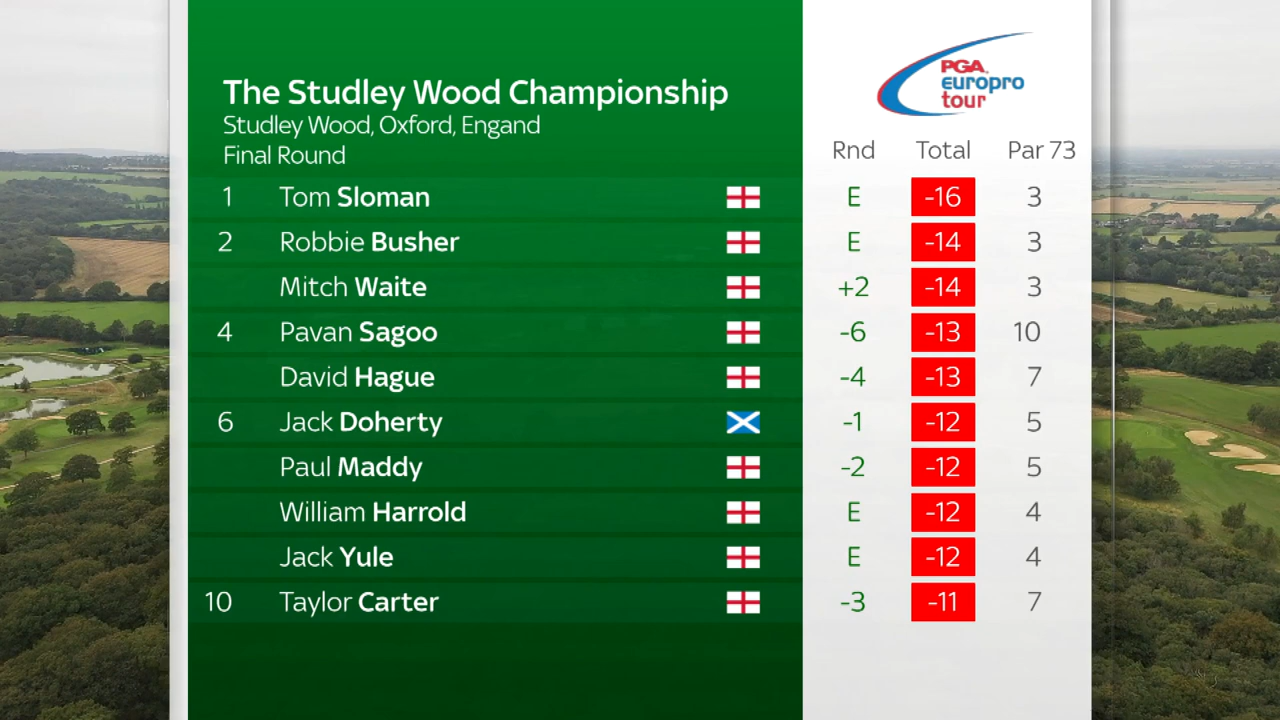 The Studley Wood Championship
Studley Wood, Oxford, Engand
Final Round
PGA
europro
tour
Rnd Total Par 73
1 Tom Sloman E -16 3
2 Robbie Busher E -14 3
Mitch Waite +2 -14 3
4 Pavan Sagoo -6 -13 10
David Hague -4 -13 7
6 Jack Doherty -1 -12 5
Paul Maddy -2 -12 5
William Harrold E -12 4
Jack Yule E -12 4
10 Taylor Carter -3 -11 7